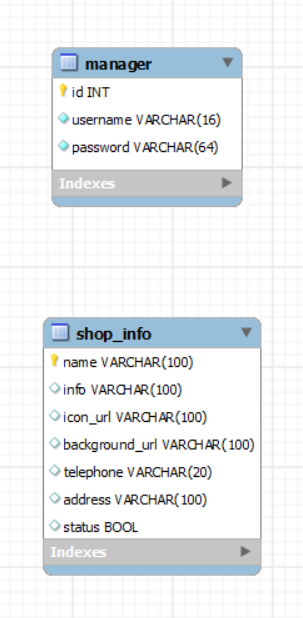 manager
id INT
username VARCHAR(16)
password VARCHAR(64)
Indexes
shop_info
name VARCHAR(100)
info VARCHAR(100)
icon_url VARCHAR(100)
background_url VARCHAR(100)
telephone VARCHAR(20)
address VARCHAR(100)
status BOOL
Indexes